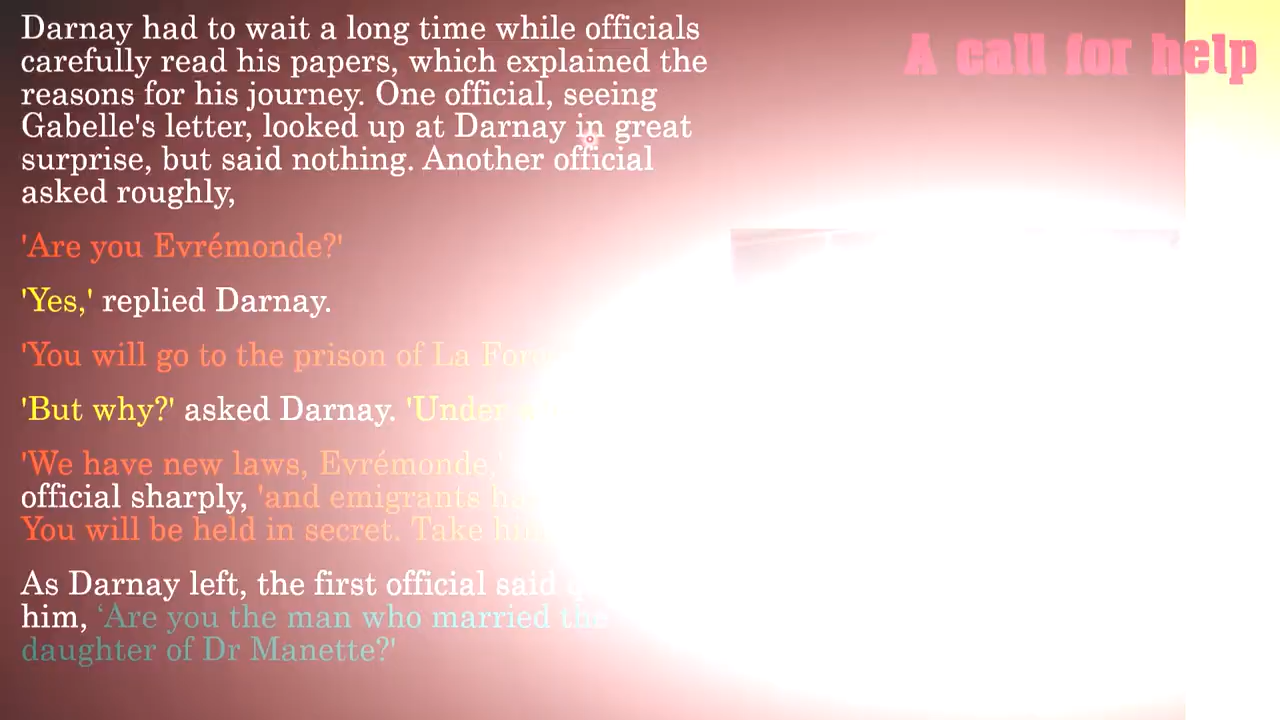 A call for help
Darnay had to wait a long time while officials
carefully read his papers, which explained the
reasons for his journey. One official, seeing
Gabelle's letter, looked up at Darnay in great
surprise, but said nothing. Another official
asked roughly,
'Are you Evrémonde?'
'Yes,' replied Darnay.
'You will go to the prison of La
'But why?' asked Darnay. 'Under
'We have new laws, Evrémonde,'
official sharply, 'and emigrants
You will be held in secret. Take
As Darnay left, the first official said
him, ‘Are you the man who married the
daughter of Dr Manette?'